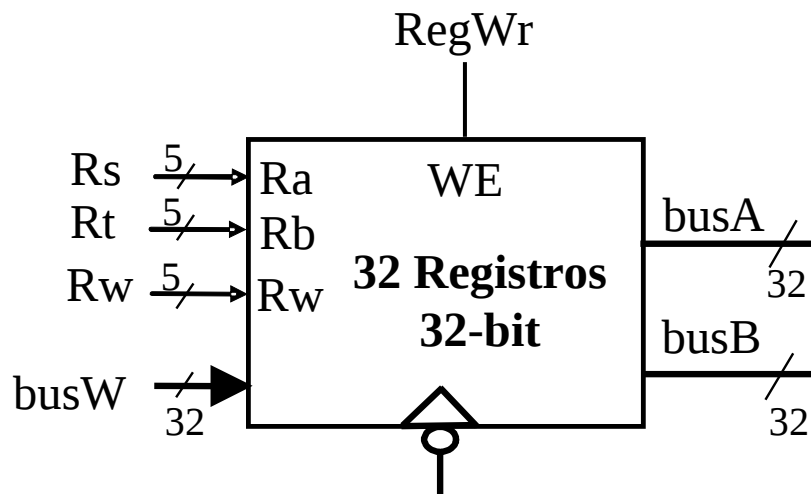 RegWr
Rs
5
Ra
WE
Rt
5
Rb
busA
32
Rw
5
Rw
32 Registros
32-bit
busB
32
busW
32